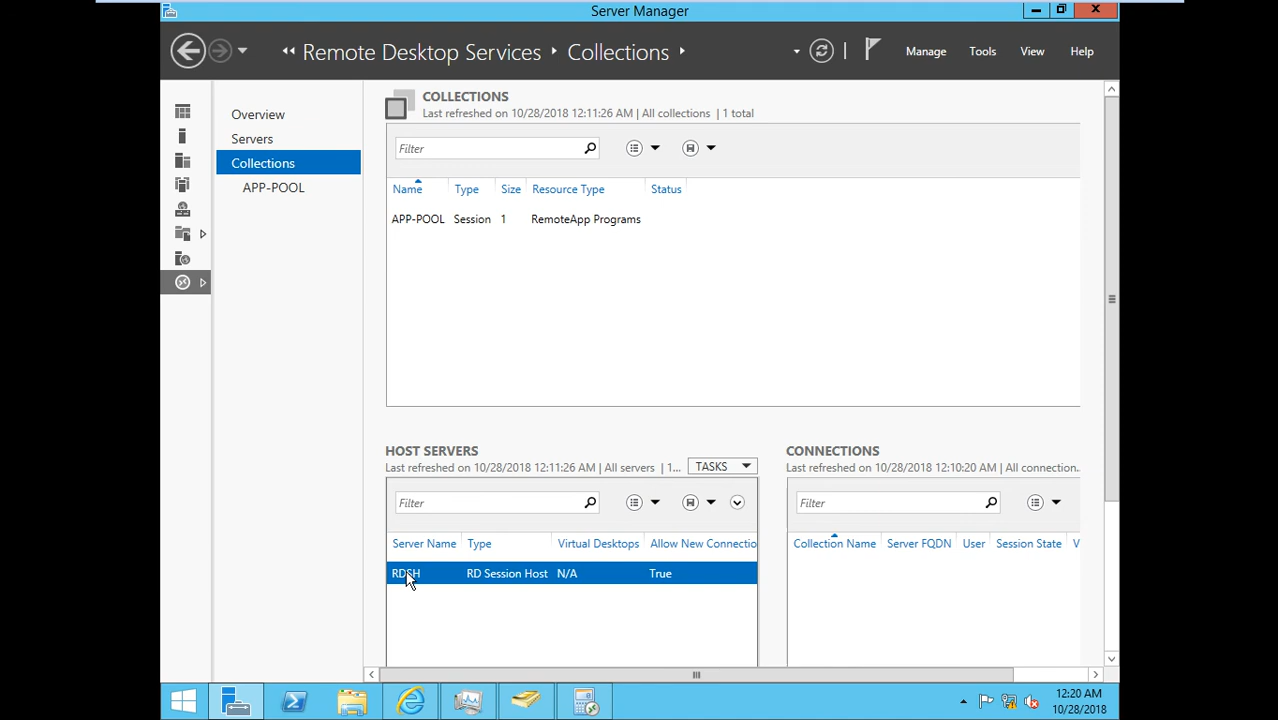 Server Manager
Remote Desktop Services Collections
Manage Tools View Help
Overview
Servers
Collections
APP-POOL
COLLECTIONS
Last refreshed on 10/28/2018 12:11:26 AM | All collections | 1 total
Filter
Name Type Size Resource Type Status
APP-POOL Session 1 RemoteApp Programs
HOST SERVERS
Last refreshed on 10/28/2018 12:11:26 AM | All servers | 1...
TASKS
Filter
Server Name Type Virtual Desktops Allow New Connectio
RDSH RD Session Host N/A True
CONNECTIONS
Last refreshed on 10/28/2018 12:10:20 AM | All connection..
Filter
Collection Name Server FQDN User Session State V
12:20 AM
10/28/2018